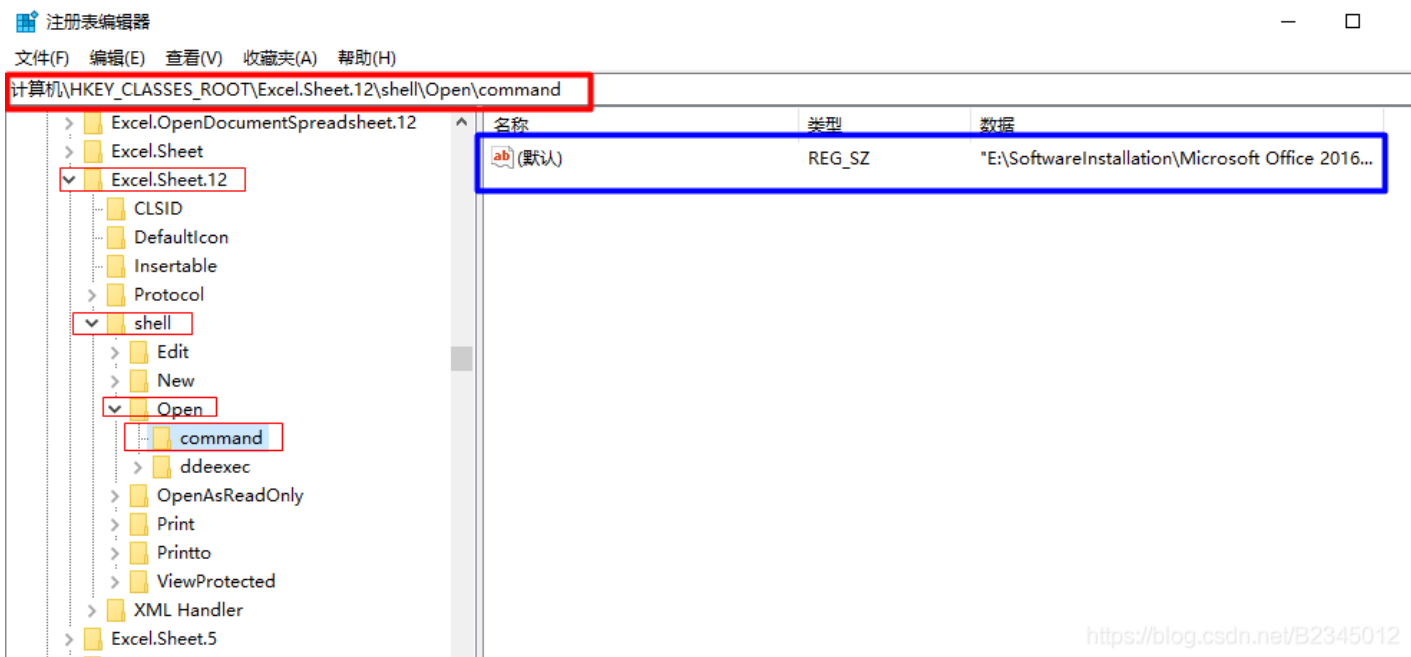 注册表编辑器
文件(F) 编辑(E) 查看(V) 收藏夹(A) 帮助(H)
计算机\HKEY_CLASSES_ROOT\Excel.Sheet.12\shell\Open\command
Excel.OpenDocumentSpreadsheet.12
Excel.Sheet
Excel.Sheet.12
CLSID
DefaultIcon
Insertable
Protocol
shell
Edit
New
Open
command
ddeexec
OpenAsReadOnly
Print
Printto
ViewProtected
XML Handler
Excel.Sheet.5
名称 类型 数据
ab (默认) REG_SZ "E:\SoftwareInstallation\Microsoft Office 2016...
https://blog.csdn.net/B2345012